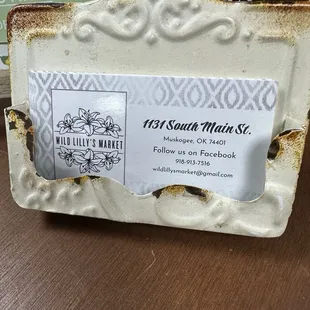 WILD LILLY'S MARKET
1131 South Main St.
Muskogee, OK 74401
Follow us on Facebook
918-913-7516
wildlillysmarket@gmail.com